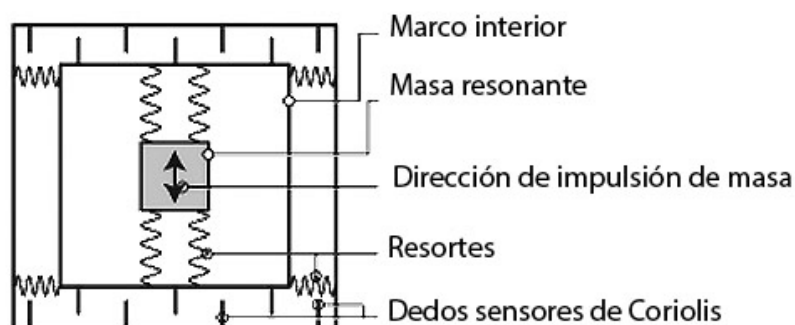 Marco interior
Masa resonante
Dirección de impulsión de masa
Resortes
Dedos sensores de Coriolis